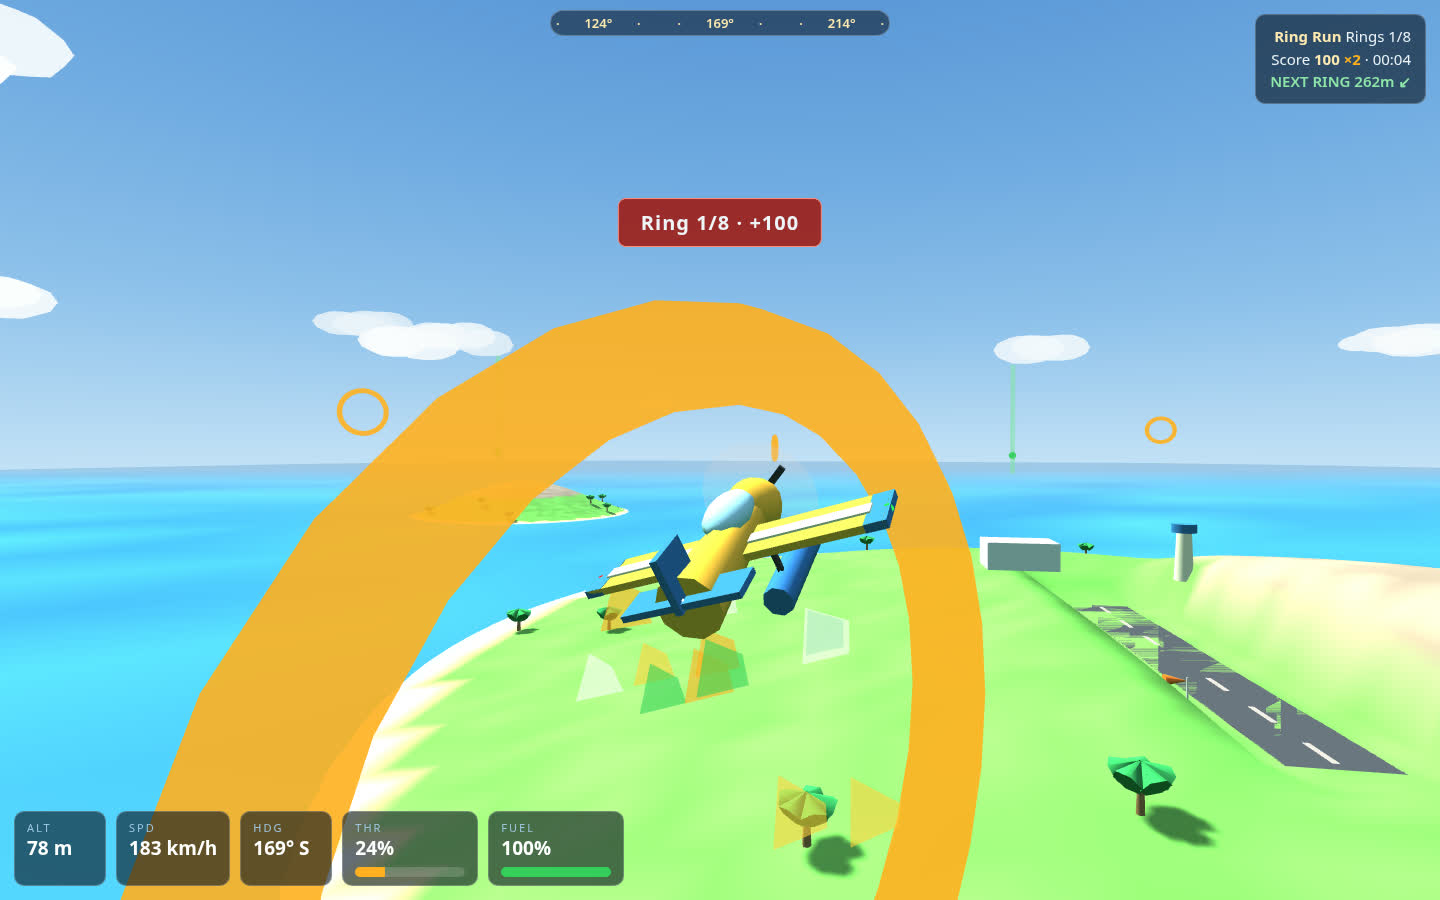 · 124° · · 169° · · 214° ·
Ring Run Rings 1/8
Score 100 ×2 · 00:04
NEXT RING 262m ↙
Ring 1/8 · +100
ALT
78 m
SPD
183 km/h
HDG
169° S
THR
24%
FUEL
100%